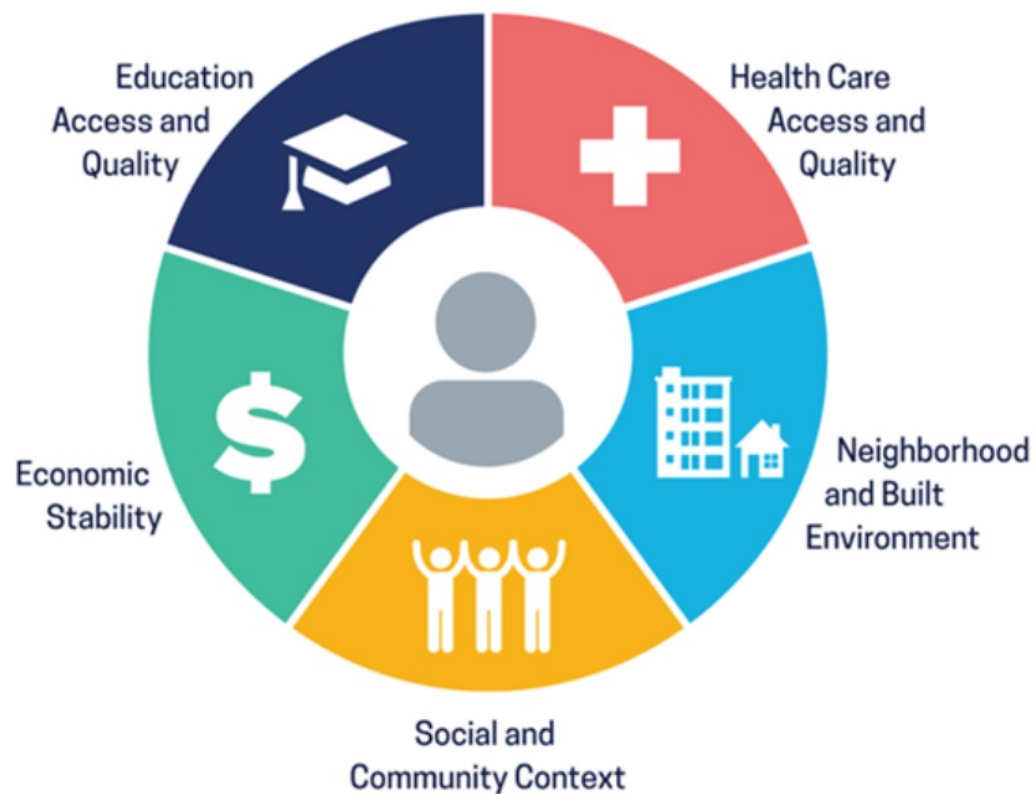 Education
Access and
Quality
Health Care
Access and
Quality
Economic
Stability
Neighborhood
and Built
Environment
Social and
Community Context